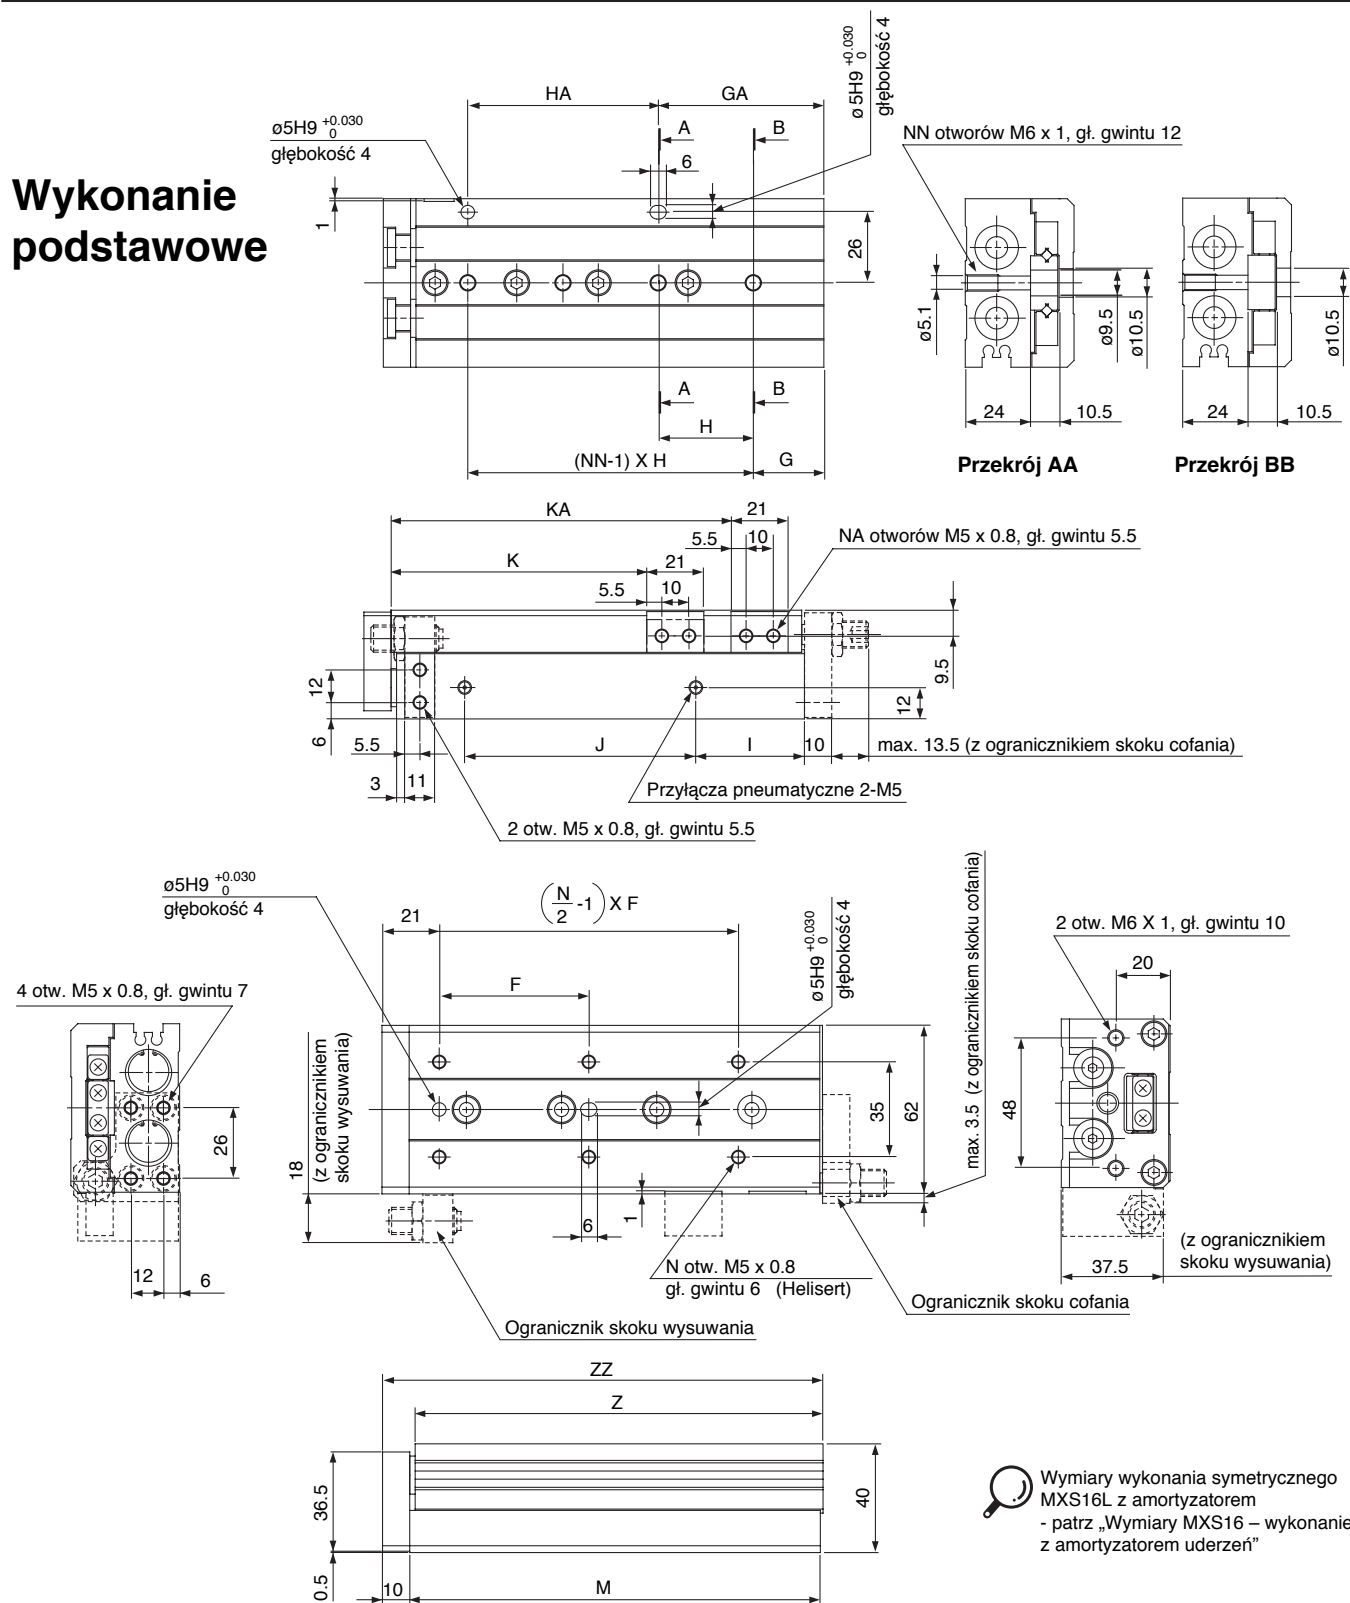 Wykonanie
podstawowe
HA
GA
ø5H9 +0.030 0
głębokość 4
ø5H9 +0.030 0
głębokość 4
A
B
6
1
26
A
B
H
(NN-1) X H
G
NN otworów M6 x 1, gł. gwintu 12
ø5.1
ø9.5
ø10.5
ø10.5
24
10.5
24
10.5
Przekrój AA
Przekrój BB
KA
21
5.5
10
NA otworów M5 x 0.8, gł. gwintu 5.5
K
21
5.5
10
9.5
12
12
6
5.5
J
I
10
max. 13.5 (z ogranicznikiem skoku cofania)
3
11
Przyłącza pneumatyczne 2-M5
2 otw. M5 x 0.8, gł. gwintu 5.5
ø5H9 +0.030 0
głębokość 4
21
(N/2 -1) X F
ø5H9 +0.030 0
głębokość 4
max. 3.5 (z ogranicznikiem skoku cofania)
2 otw. M6 X 1, gł. gwintu 10
20
4 otw. M5 x 0.8, gł. gwintu 7
F
18
(z ogranicznikiem
skoku wysuwania)
35
62
48
26
12
6
6
1
N otw. M5 x 0.8
gł. gwintu 6 (Helisert)
Ogranicznik skoku cofania
Ogranicznik skoku wysuwania
37.5
(z ogranicznikiem
skoku wysuwania)
ZZ
Z
36.5
40
0.5
10
M
Wymiary wykonania symetrycznego
MXS16L z amortyzatorem
- patrz „Wymiary MXS16 – wykonanie
z amortyzatorem uderzeń”